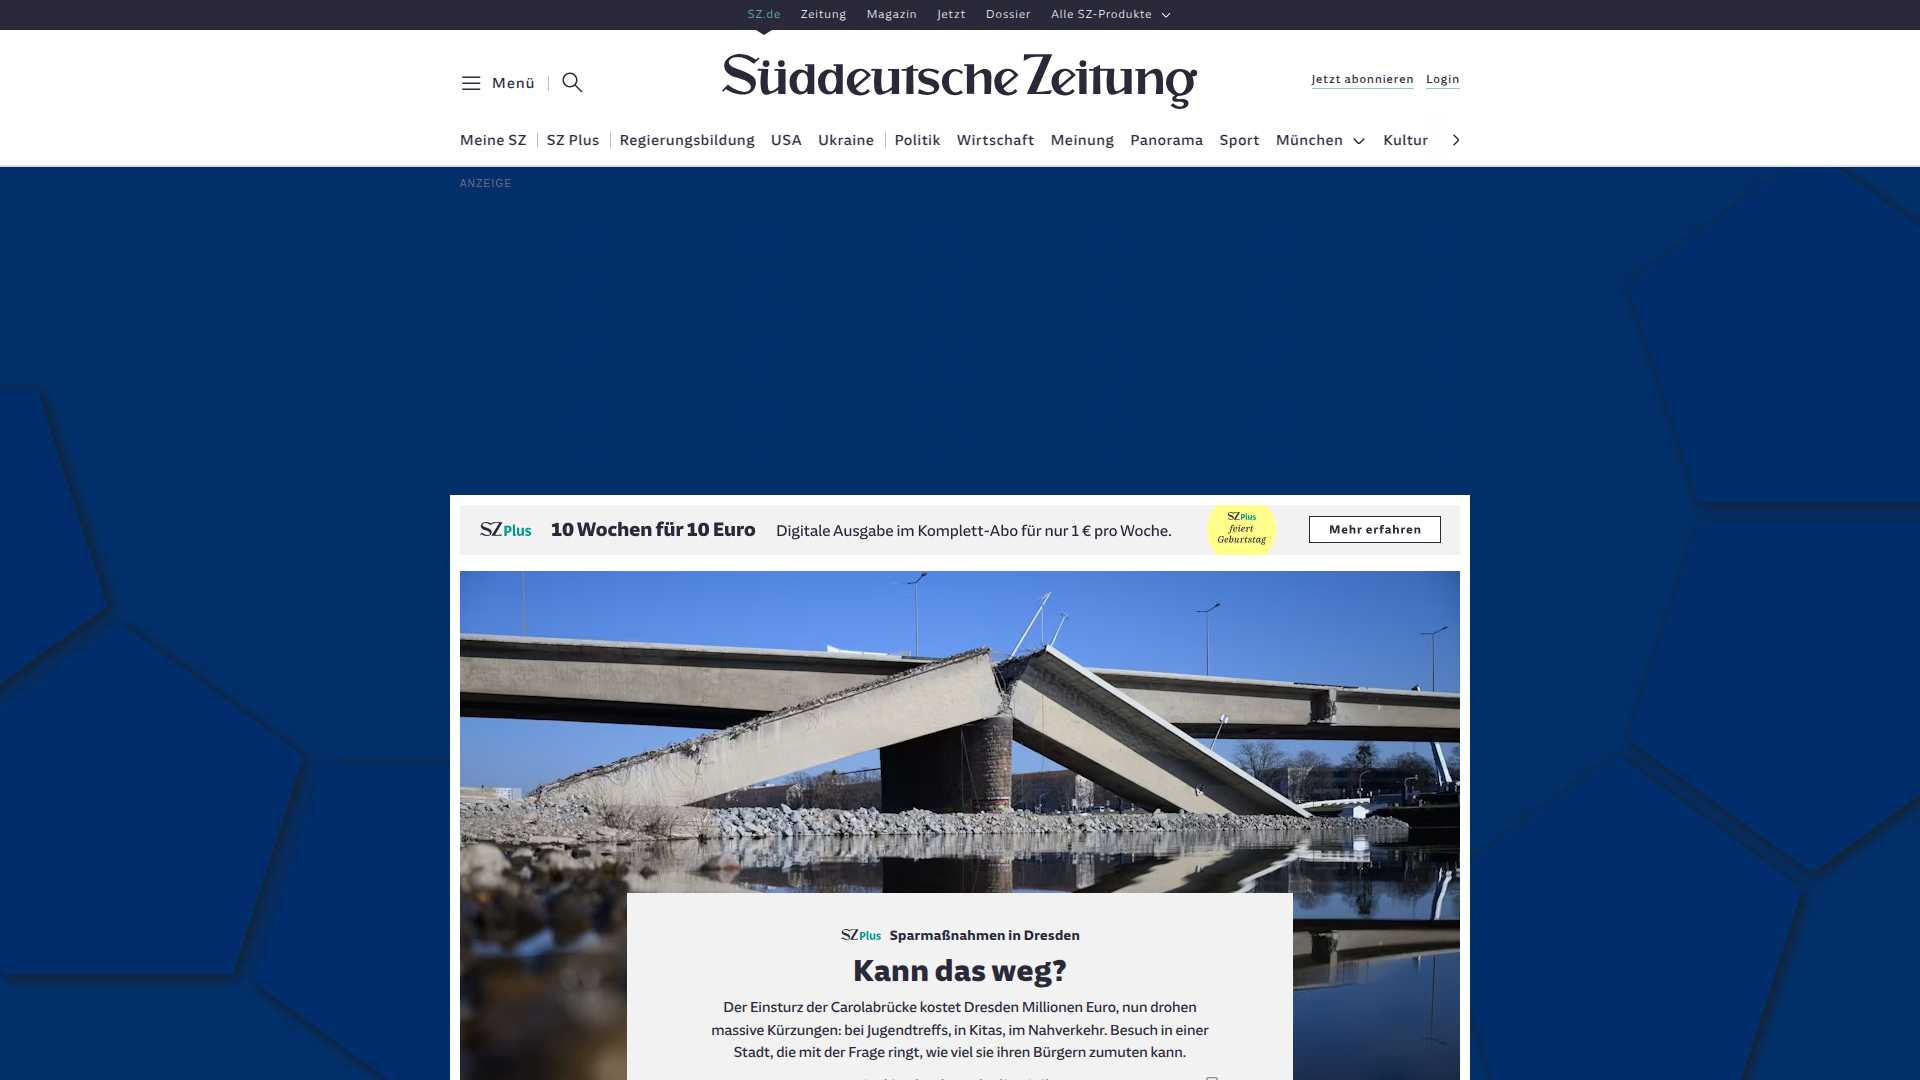 SZ.de Zeitung Magazin Jetzt Dossier Alle SZ-Produkte
Menü
Süddeutsche Zeitung
Jetzt abonnieren Login
Meine SZ SZ Plus Regierungsbildung USA Ukraine Politik Wirtschaft Meinung Panorama Sport München Kultur
ANZEIGE
SZ Plus 10 Wochen für 10 Euro Digitale Ausgabe im Komplett-Abo für nur 1 € pro Woche.
SZ Plus
feiert
Geburtstag
Mehr erfahren
SZ Plus Sparmaßnahmen in Dresden
Kann das weg?
Der Einsturz der Carolabrücke kostet Dresden Millionen Euro, nun drohen
massive Kürzungen: bei Jugendtreffs, in Kitas, im Nahverkehr. Besuch in einer
Stadt, die mit der Frage ringt, wie viel sie ihren Bürgern zumuten kann.